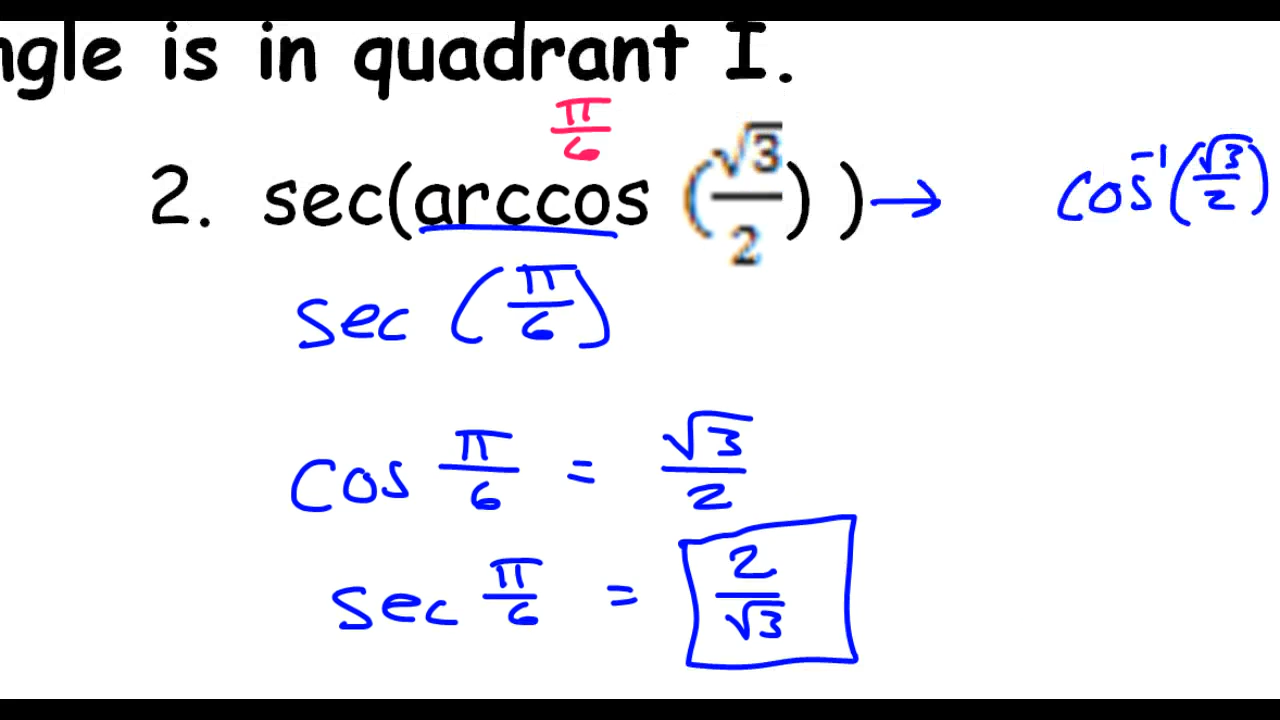 ngle is in quadrant I.
π/6
2. sec(arccos (√3/2) ) → cos⁻¹(√3/2)
sec (π/6)
cos π/6 = √3/2
sec π/6 = 2/√3